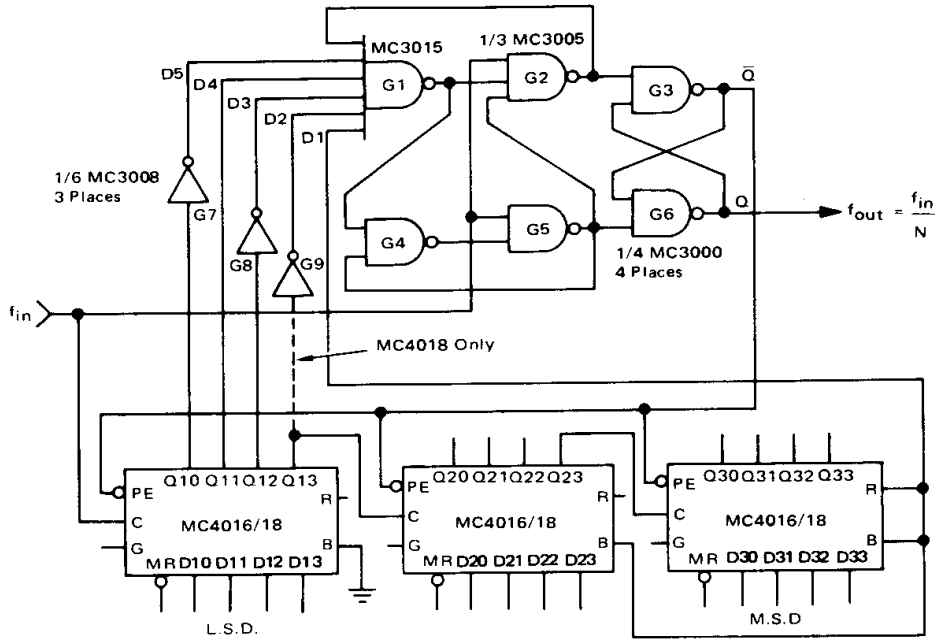 MC3015
1/3 MC3005
D5
D4
D3
D2
D1
G1
G2
G3
Q̅
1/6 MC3008
3 Places
G7
G8
G9
G4
G5
G6
Q
f_out = f_in / N
1/4 MC3000
4 Places
f_in
MC4018 Only
Q10 Q11 Q12 Q13
PE
R
C
MC4016/18
G
B
MR D10 D11 D12 D13
L.S.D.
Q20 Q21 Q22 Q23
PE
R
C
MC4016/18
G
B
MR D20 D21 D22 D23
Q30 Q31 Q32 Q33
PE
R
C
MC4016/18
G
B
MR D30 D31 D32 D33
M.S.D